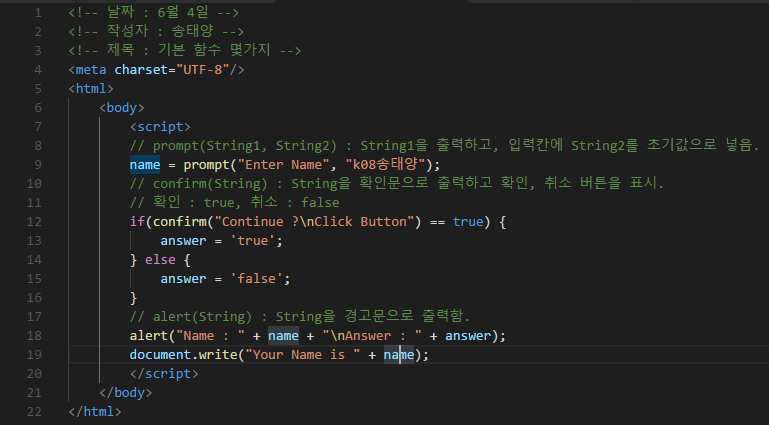 1 <!-- 날짜 : 6월 4일 -->
2 <!-- 작성자 : 송태양 -->
3 <!-- 제목 : 기본 함수 몇가지 -->
4 <meta charset="UTF-8"/>
5 <html>
6 <body>
7 <script>
8 // prompt(String1, String2) : String1을 출력하고, 입력칸에 String2를 초기값으로 넣음.
9 name = prompt("Enter Name", "k08송태양");
10 // confirm(String) : String을 확인문으로 출력하고 확인, 취소 버튼을 표시.
11 // 확인 : true, 취소 : false
12 if(confirm("Continue ?\nClick Button") == true) {
13 answer = 'true';
14 } else {
15 answer = 'false';
16 }
17 // alert(String) : String을 경고문으로 출력함.
18 alert("Name : " + name + "\nAnswer : " + answer);
19 document.write("Your Name is " + name);
20 </script>
21 </body>
22 </html>